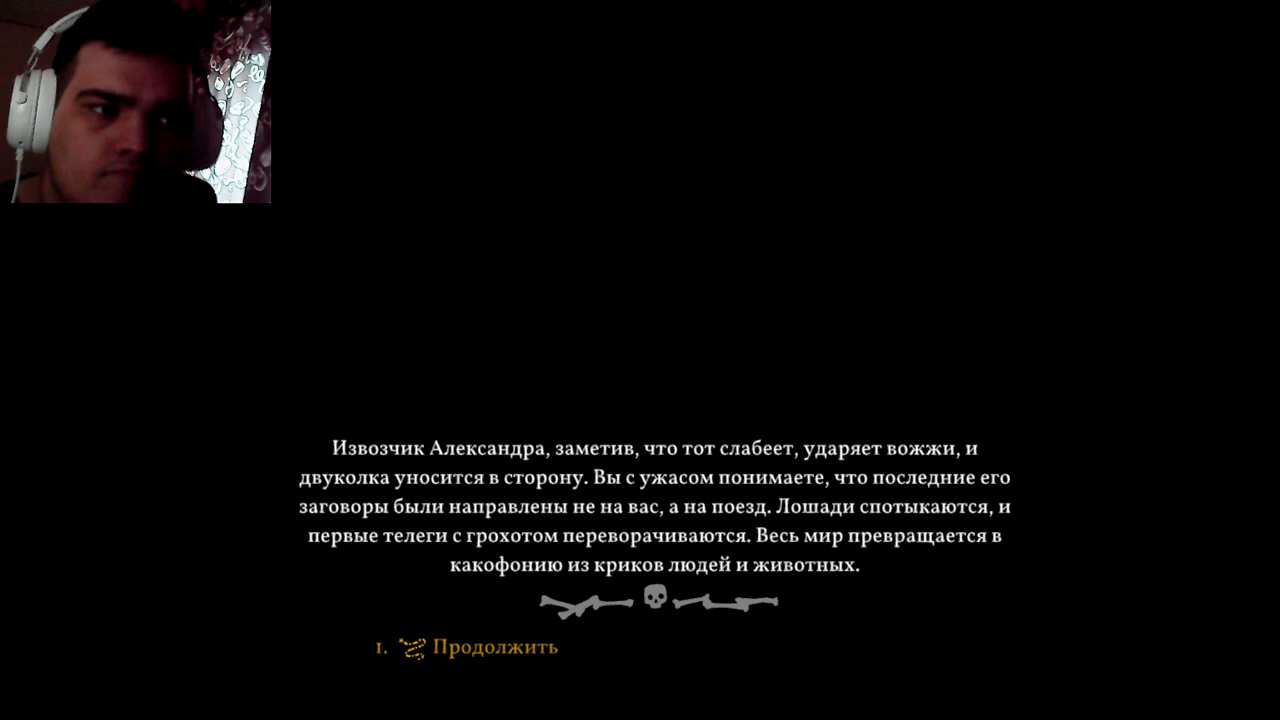 Извозчик Александра, заметив, что тот слабеет, ударяет вожжи, и
двуколка уносится в сторону. Вы с ужасом понимаете, что последние его
заговоры были направлены не на вас, а на поезд. Лошади спотыкаются, и
первые телеги с грохотом переворачиваются. Весь мир превращается в
какофонию из криков людей и животных.
1. Продолжить